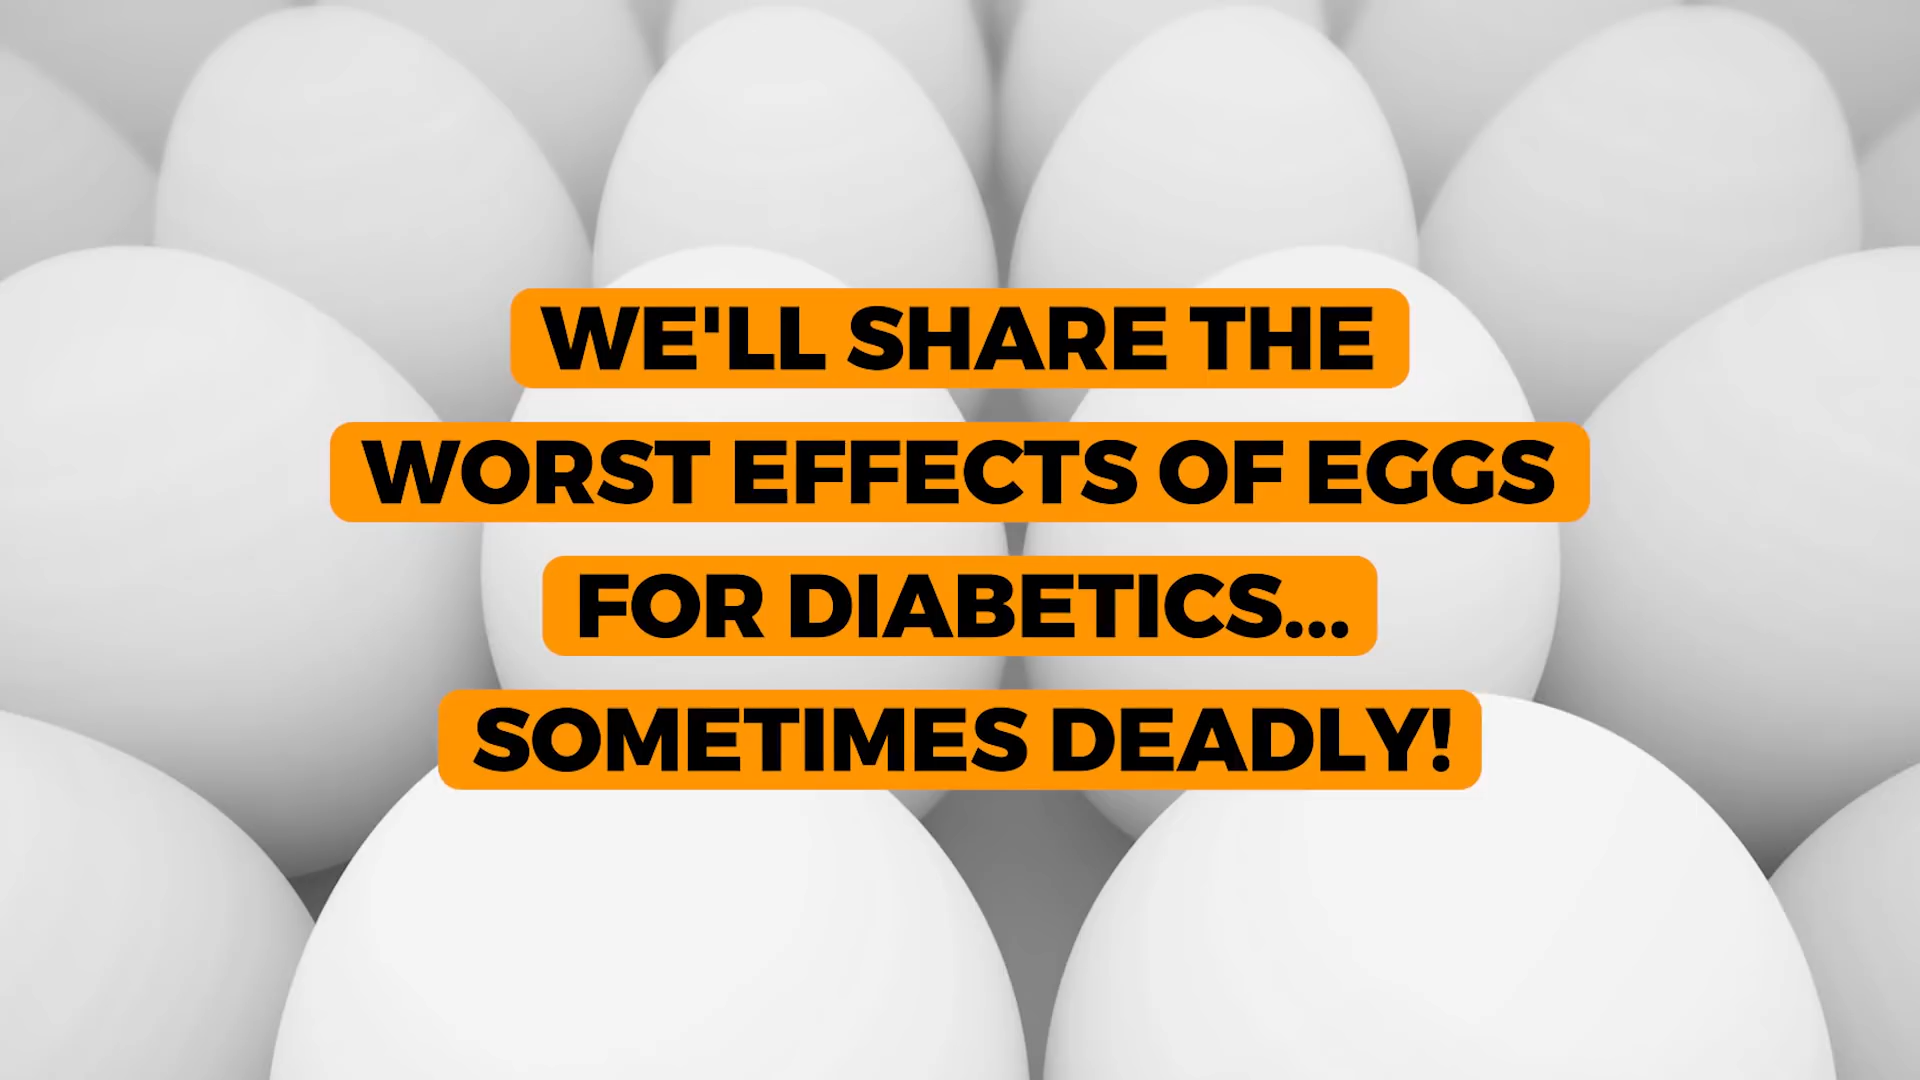 WE'LL SHARE THE
WORST EFFECTS OF EGGS
FOR DIABETICS...
SOMETIMES DEADLY!